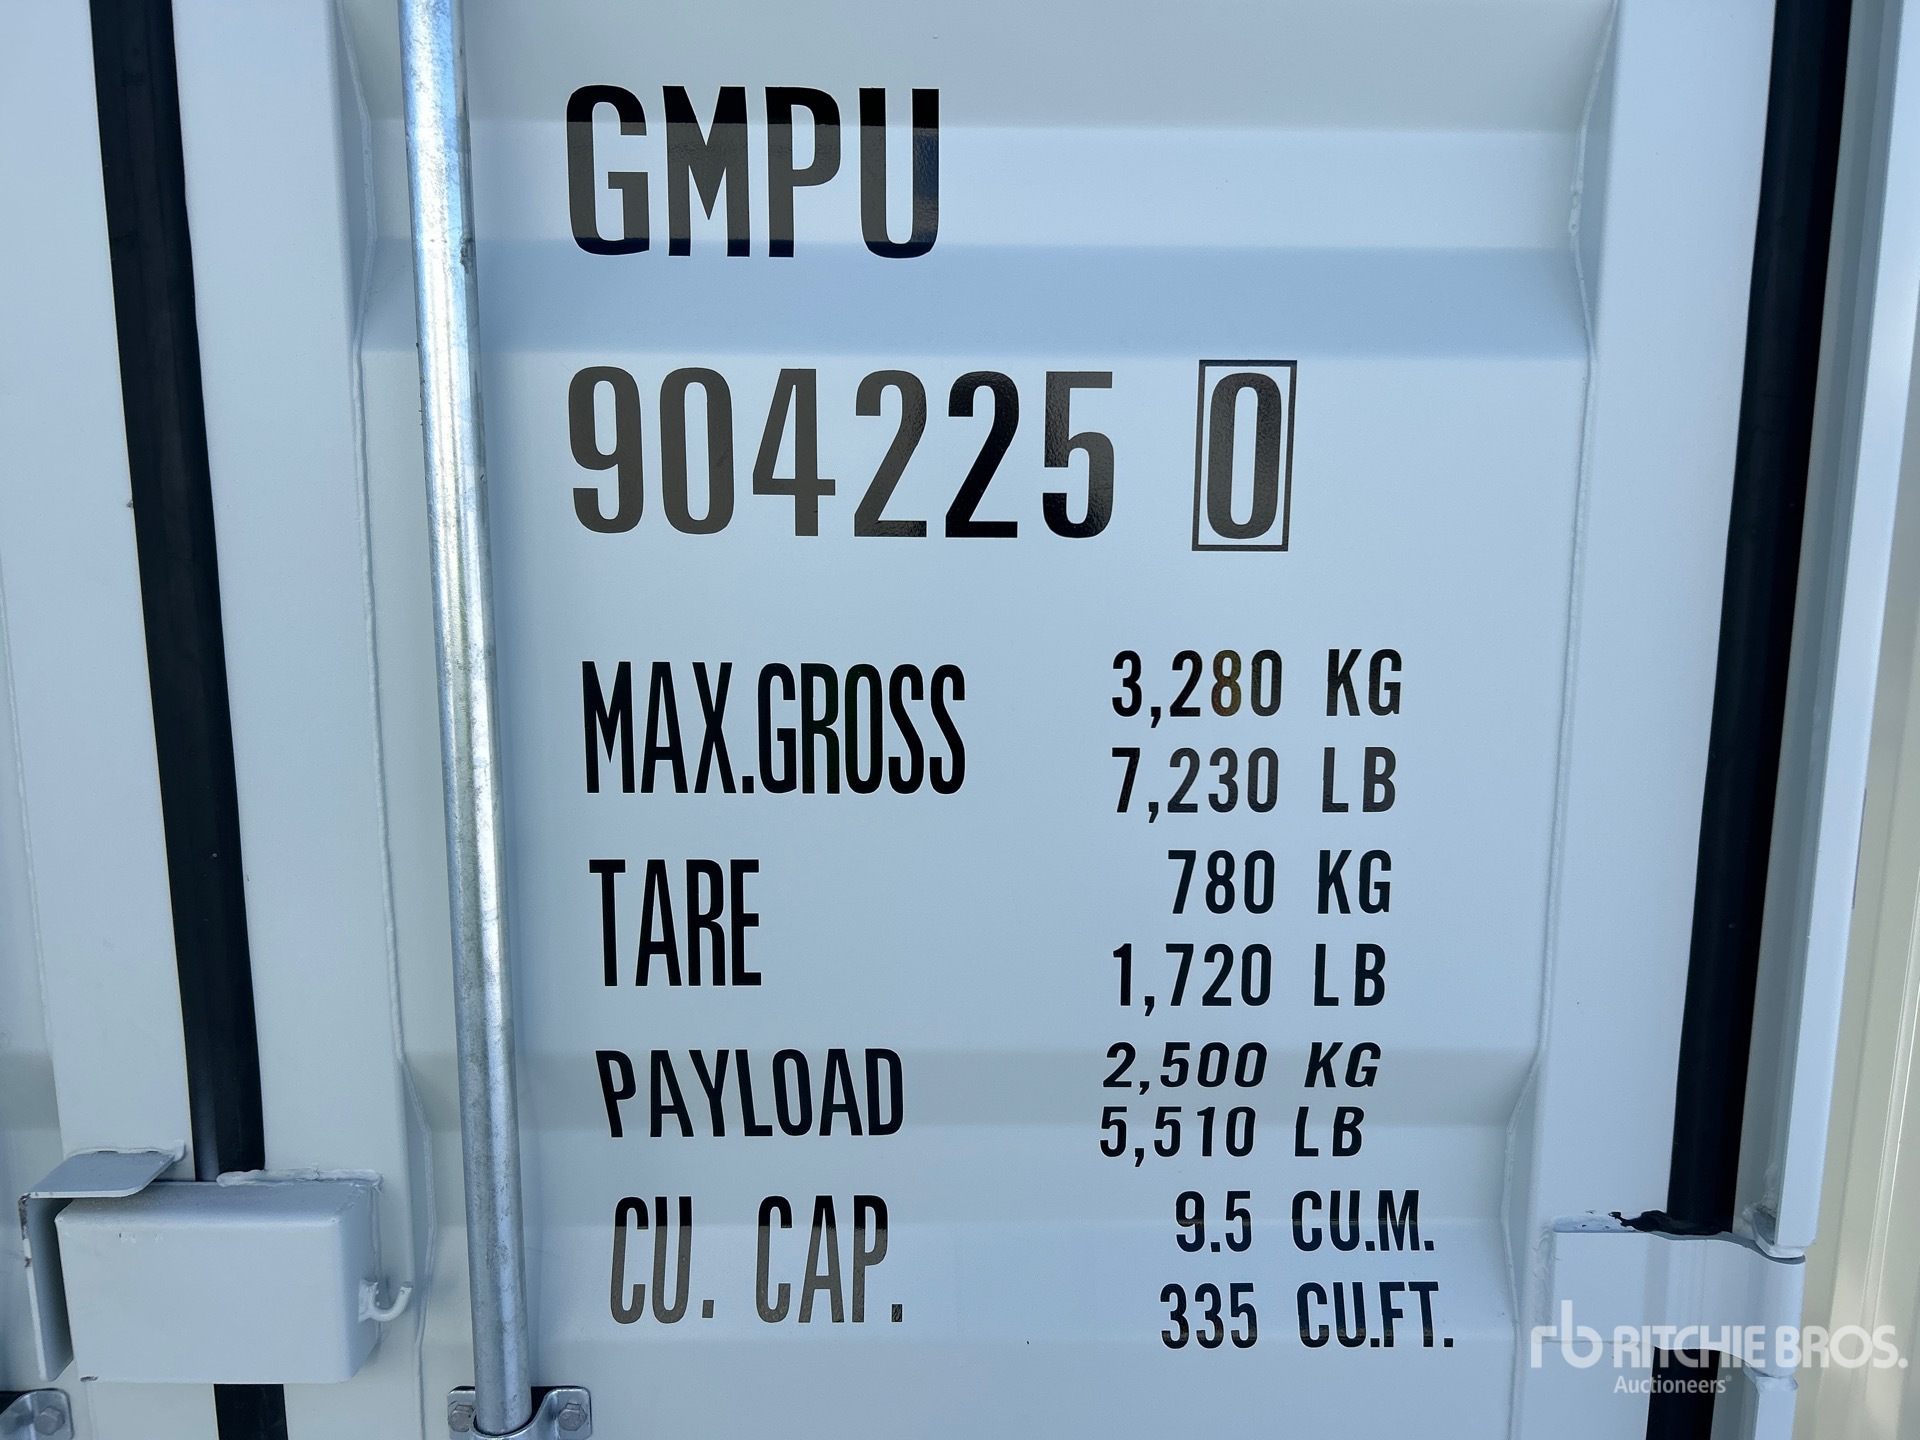 GMPU
904225 0
MAX.GROSS 3,280 KG
7,230 LB
TARE 780 KG
1,720 LB
PAYLOAD 2,500 KG
5,510 LB
CU. CAP. 9.5 CU.M.
335 CU.FT.
rb RITCHIE BROS.
Auctioneers